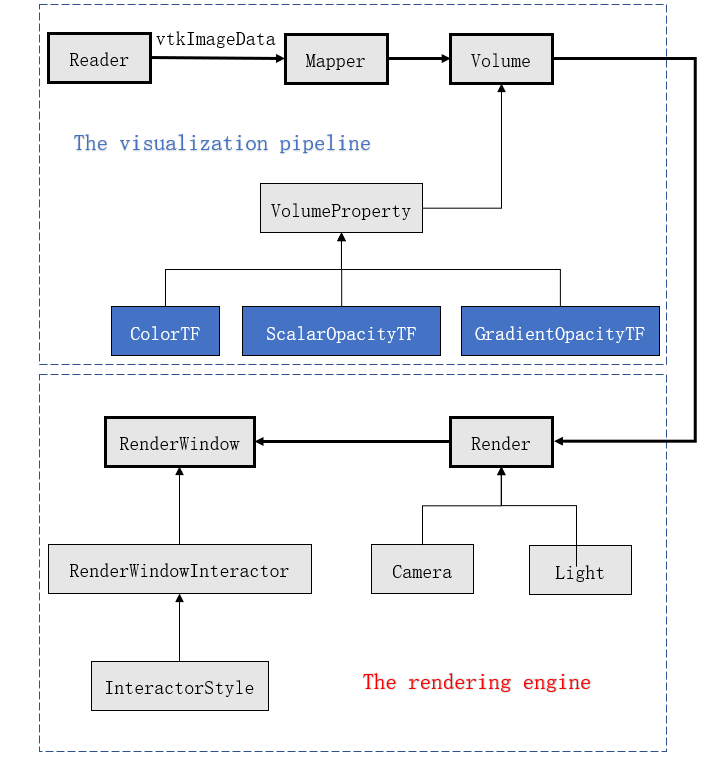 vtkImageData
Reader
Mapper
Volume
The visualization pipeline
VolumeProperty
ColorTF
ScalarOpacityTF
GradientOpacityTF
RenderWindow
Render
RenderWindowInteractor
Camera
Light
InteractorStyle
The rendering engine